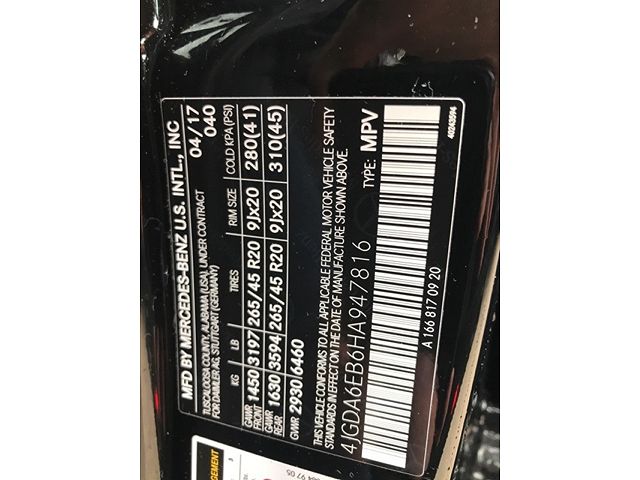 MFD BY MERCEDES-BENZ U.S. INTL., INC
TUSCALOOSA COUNTY, ALABAMA (USA), UNDER CONTRACT 04/17
FOR DAIMLER AG, STUTTGART (GERMANY) 040
KG LB TIRES RIM SIZE COLD KPA (PSI)
GAWR FRONT 1450 3197 265/45 R20 9Jx20 280(41)
GAWR REAR 1630 3594 265/45 R20 9Jx20 310(45)
GVWR 2930 6460
THIS VEHICLE CONFORMS TO ALL APPLICABLE FEDERAL MOTOR VEHICLE SAFETY
STANDARDS IN EFFECT ON THE DATE OF MANUFACTURE SHOWN ABOVE.
4JGDA6EB6HA947816 TYPE: MPV
A 166 817 09 20
40243594
GEMENT